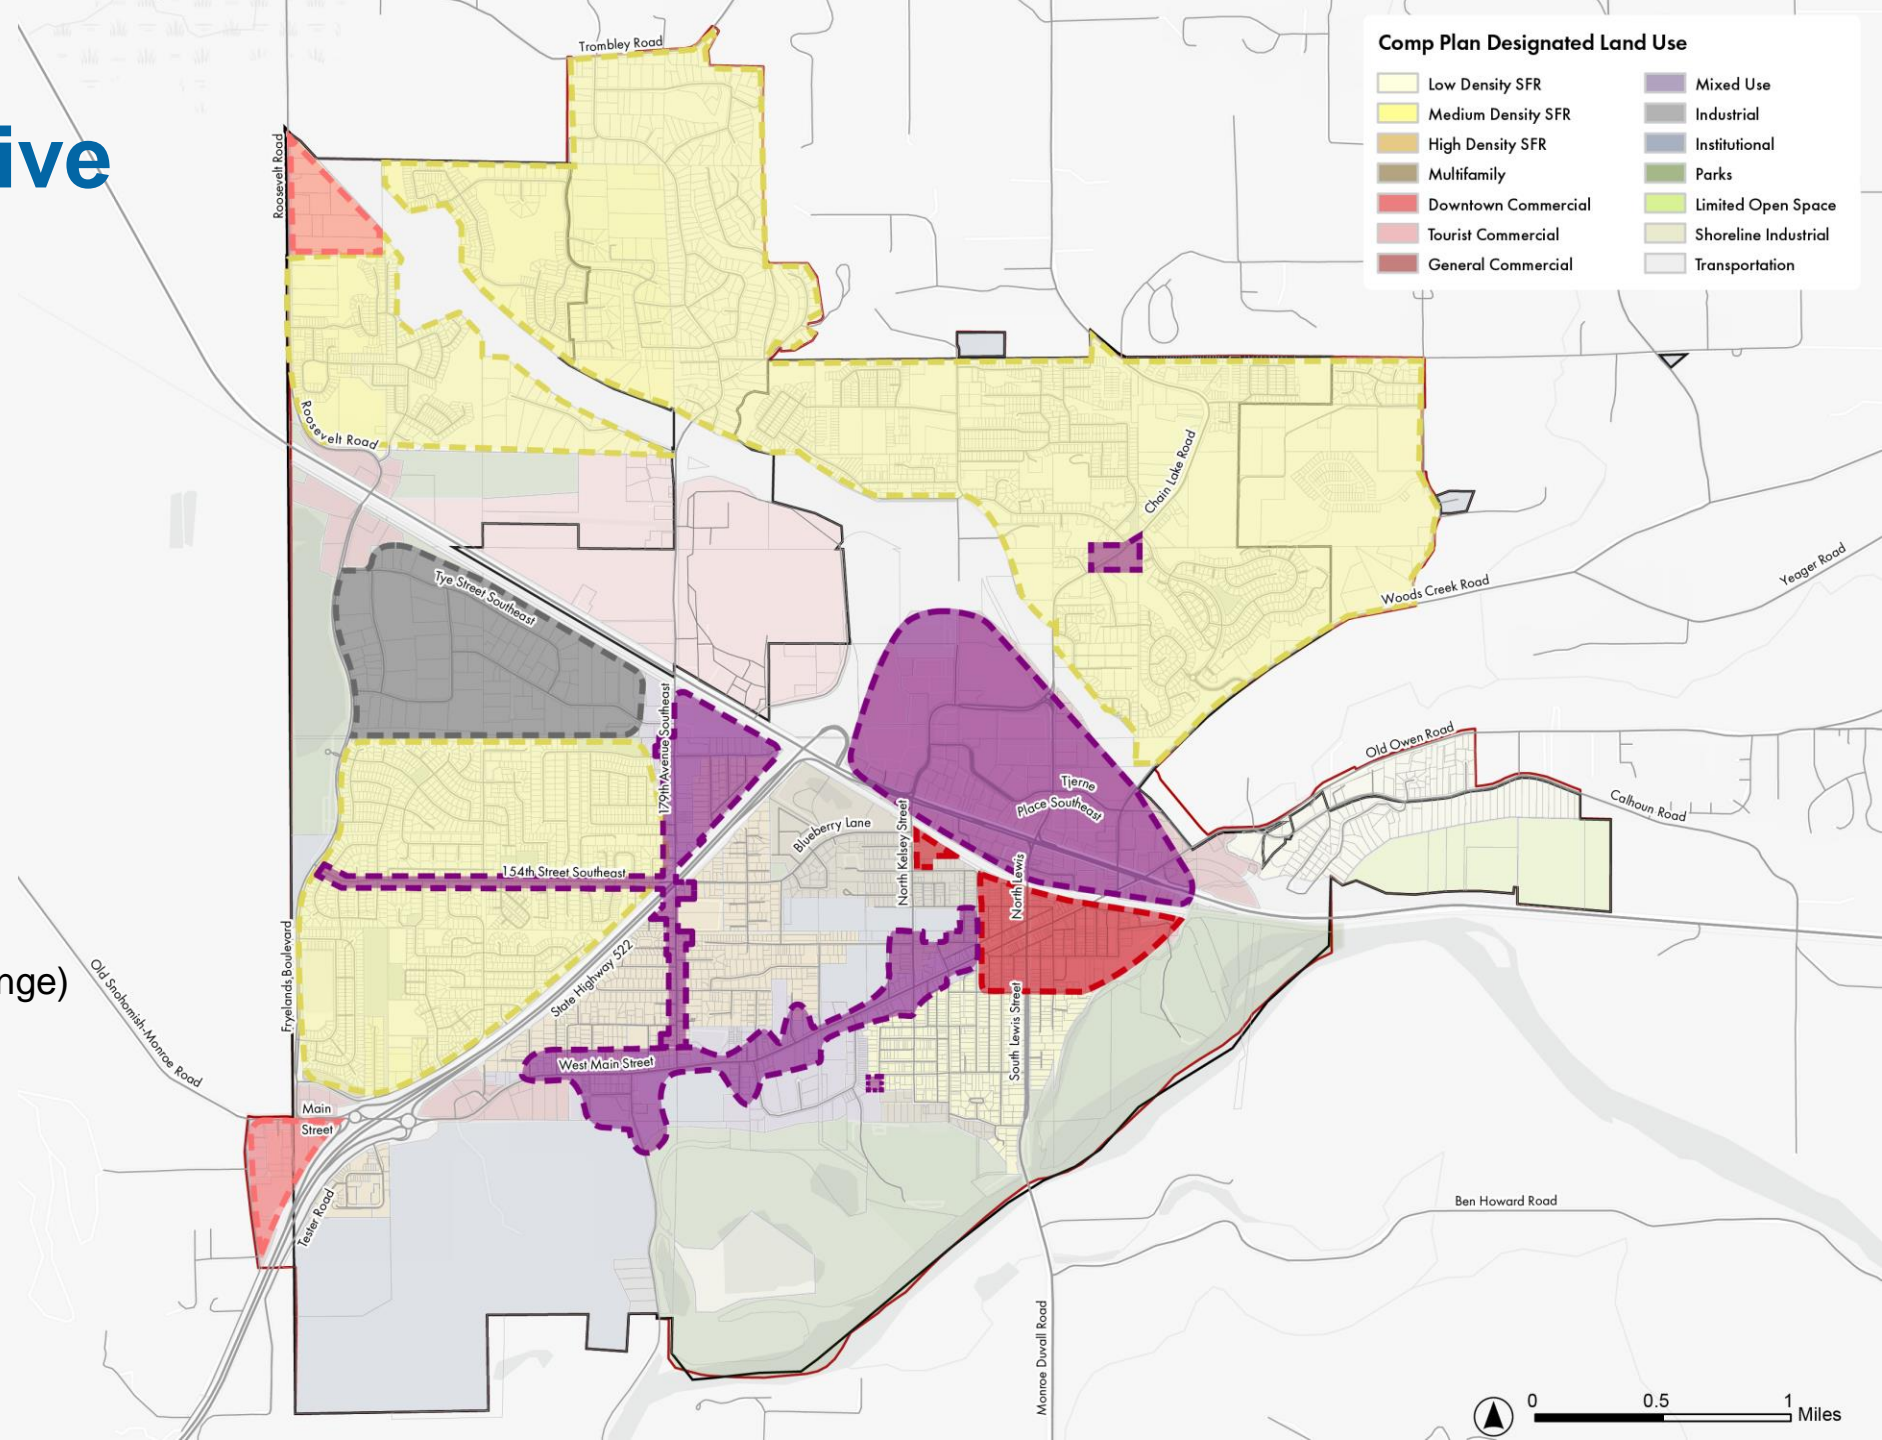 ive
nge)
Comp Plan Designated Land Use
Low Density SFR
Medium Density SFR
High Density SFR
Multifamily
Downtown Commercial
Tourist Commercial
General Commercial
Mixed Use
Industrial
Institutional
Parks
Limited Open Space
Shoreline Industrial
Transportation
Trombley Road
Roosevelt Road
Roosevelt Road
Chain Lake Road
Tye Street Southeast
Woods Creek Road
Yeager Road
179th Avenue Southeast
Old Owen Road
Tjerne
Place Southeast
Calhoun Road
Blueberry Lane
North Kelsey Street
North Lewis
154th Street Southeast
Fryelands Boulevard
State Highway 522
Old Snohomish-Monroe Road
West Main Street
South Lewis Street
Main
Street
Tester Road
Ben Howard Road
Monroe Duvall Road
0 0.5 1
Miles